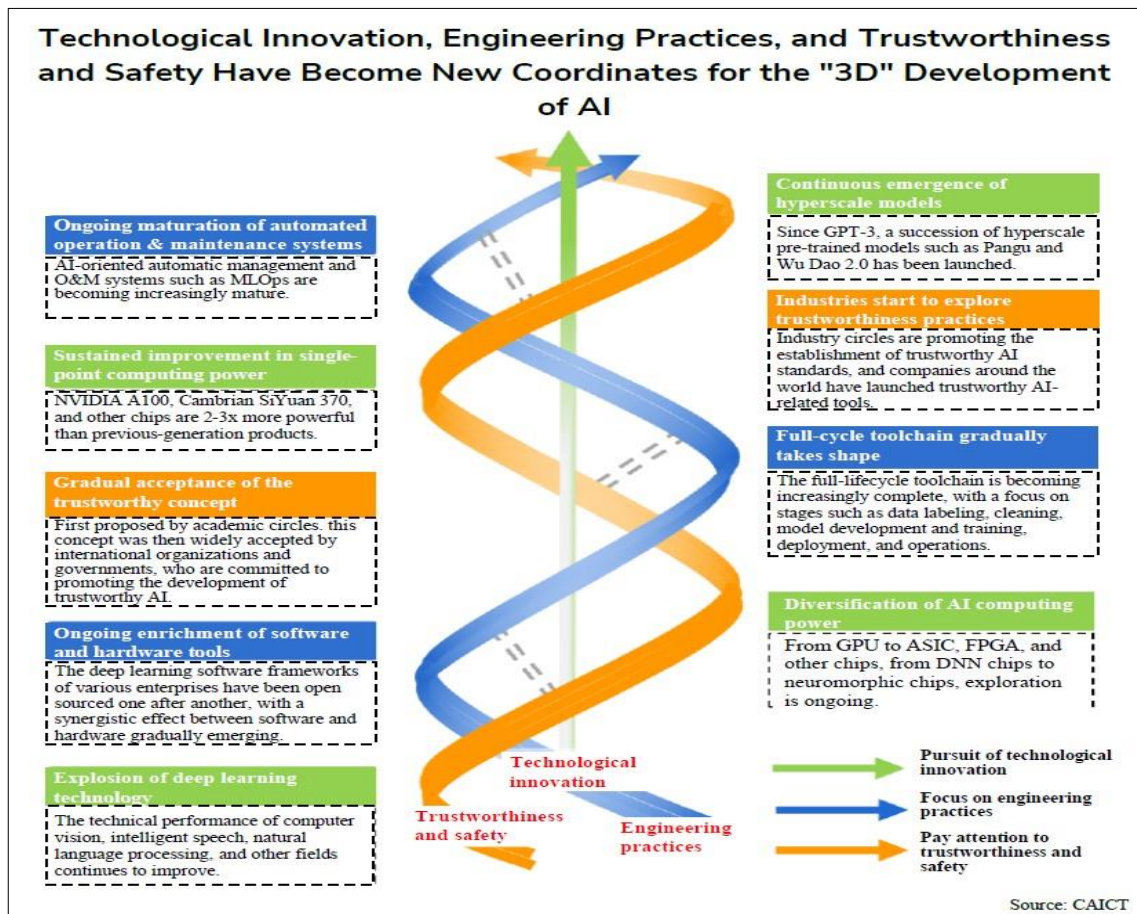 Technological Innovation, Engineering Practices, and Trustworthiness
and Safety Have Become New Coordinates for the "3D" Development
of AI
Ongoing maturation of automated
operation & maintenance systems
AI-oriented automatic management and
O&M systems such as MLOps are
becoming increasingly mature.
Sustained improvement in single-
point computing power
NVIDIA A100, Cambrian SiYuan 370,
and other chips are 2-3x more powerful
than previous-generation products.
Gradual acceptance of the
trustworthy concept
First proposed by academic circles. this
concept was then widely accepted by
international organizations and
governments, who are committed to
promoting the development of
trustworthy AI.
Ongoing enrichment of software
and hardware tools
The deep learning software frameworks
of various enterprises have been open
sourced one after another, with a
synergistic effect between software and
hardware gradually emerging.
Explosion of deep learning
technology
The technical performance of computer
vision, intelligent speech, natural
language processing, and other fields
continues to improve.
Continuous emergence of
hyperscale models
Since GPT-3, a succession of hyperscale
pre-trained models such as Pangu and
Wu Dao 2.0 has been launched.
Industries start to explore
trustworthiness practices
Industry circles are promoting the
establishment of trustworthy AI
standards, and companies around the
world have launched trustworthy AI-
related tools.
Full-cycle toolchain gradually
takes shape
The full-lifecycle toolchain is becoming
increasingly complete, with a focus on
stages such as data labeling, cleaning,
model development and training,
deployment, and operations.
Diversification of AI computing
power
From GPU to ASIC, FPGA, and
other chips, from DNN chips to
neuromorphic chips, exploration
is ongoing.
Technological
innovation
Trustworthiness
and safety
Engineering
practices
Pursuit of technological
innovation
Focus on engineering
practices
Pay attention to
trustworthiness and
safety
Source: CAICT